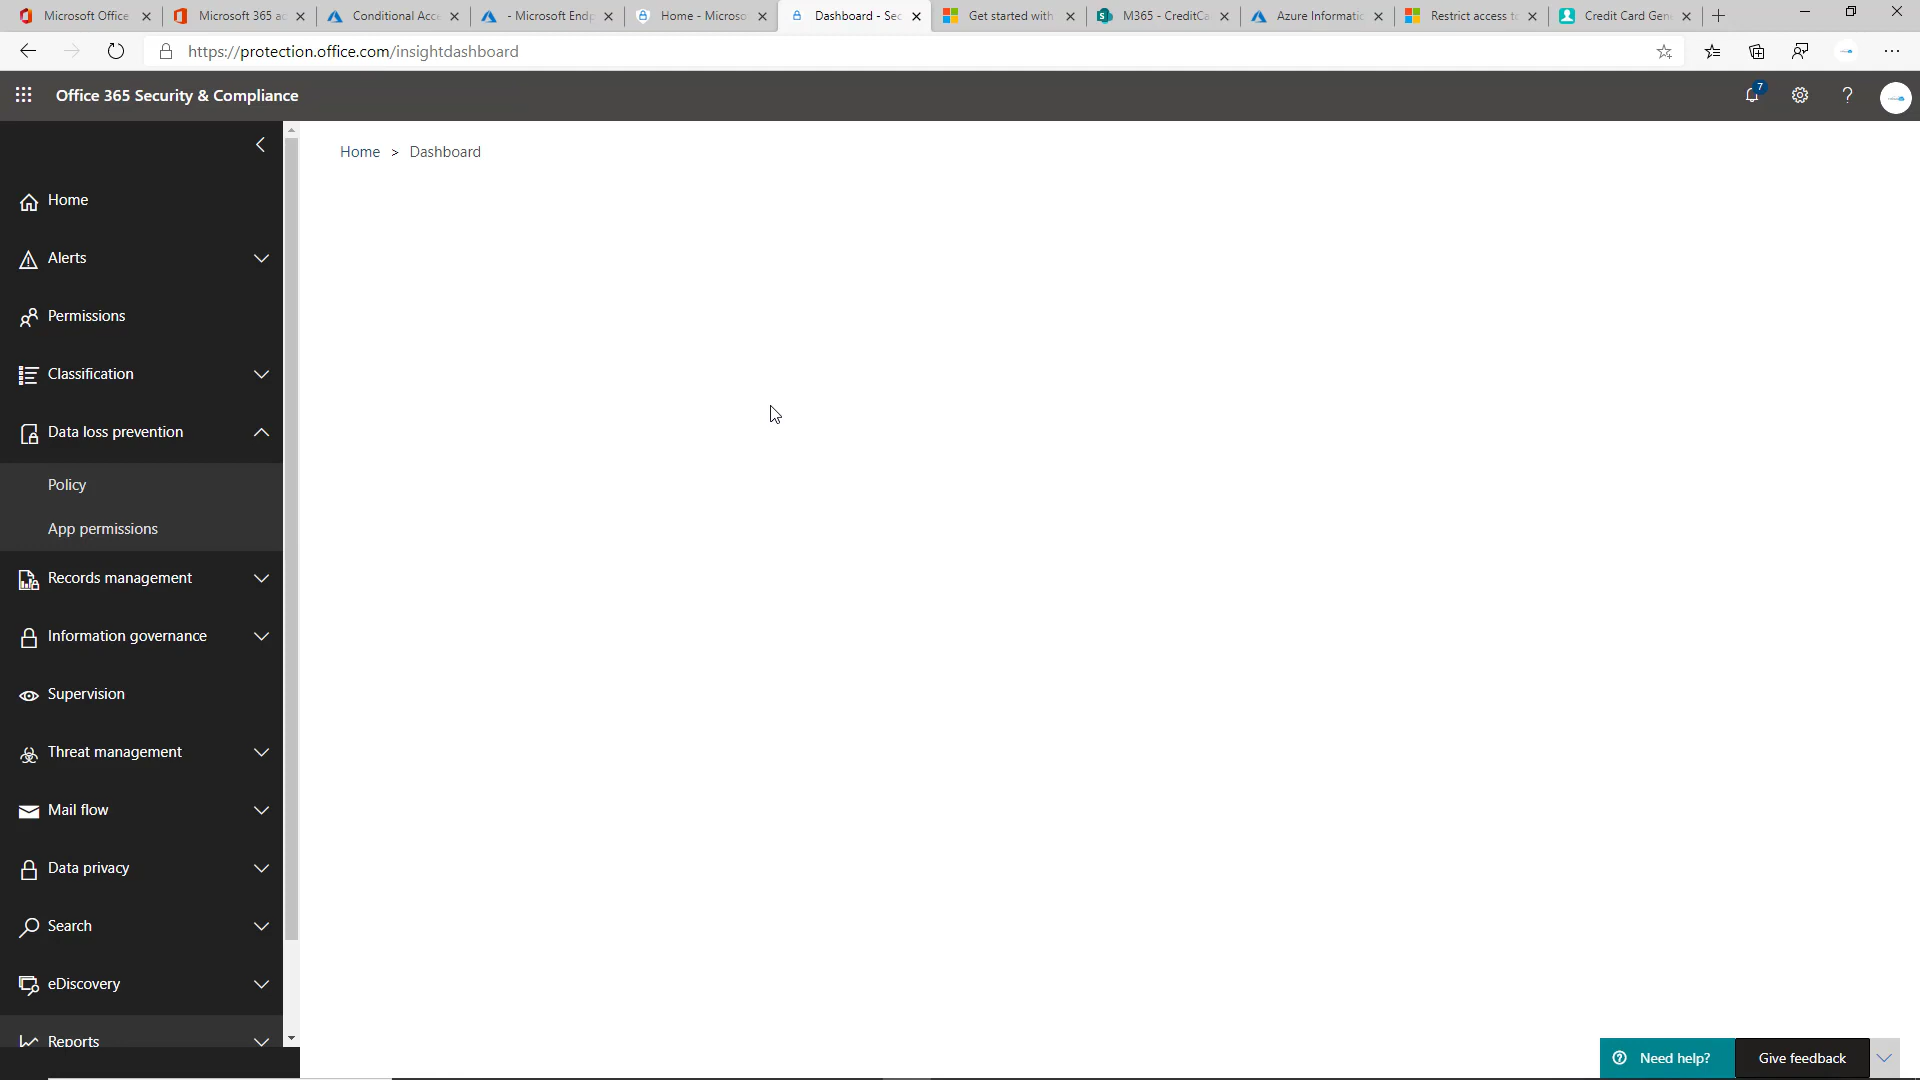 Microsoft Office
Microsoft 365 a
Conditional Acc
- Microsoft End
Home - Micros
Dashboard - Sec
Get started with
M365 - CreditCa
Azure Informati
Restrict access t
Credit Card Gen
https://protection.office.com/insightdashboard
Office 365 Security & Compliance
7
Home > Dashboard
Home
Alerts
Permissions
Classification
Data loss prevention
Policy
App permissions
Records management
Information governance
Supervision
Threat management
Mail flow
Data privacy
Search
eDiscovery
Reports
Need help?
Give feedback